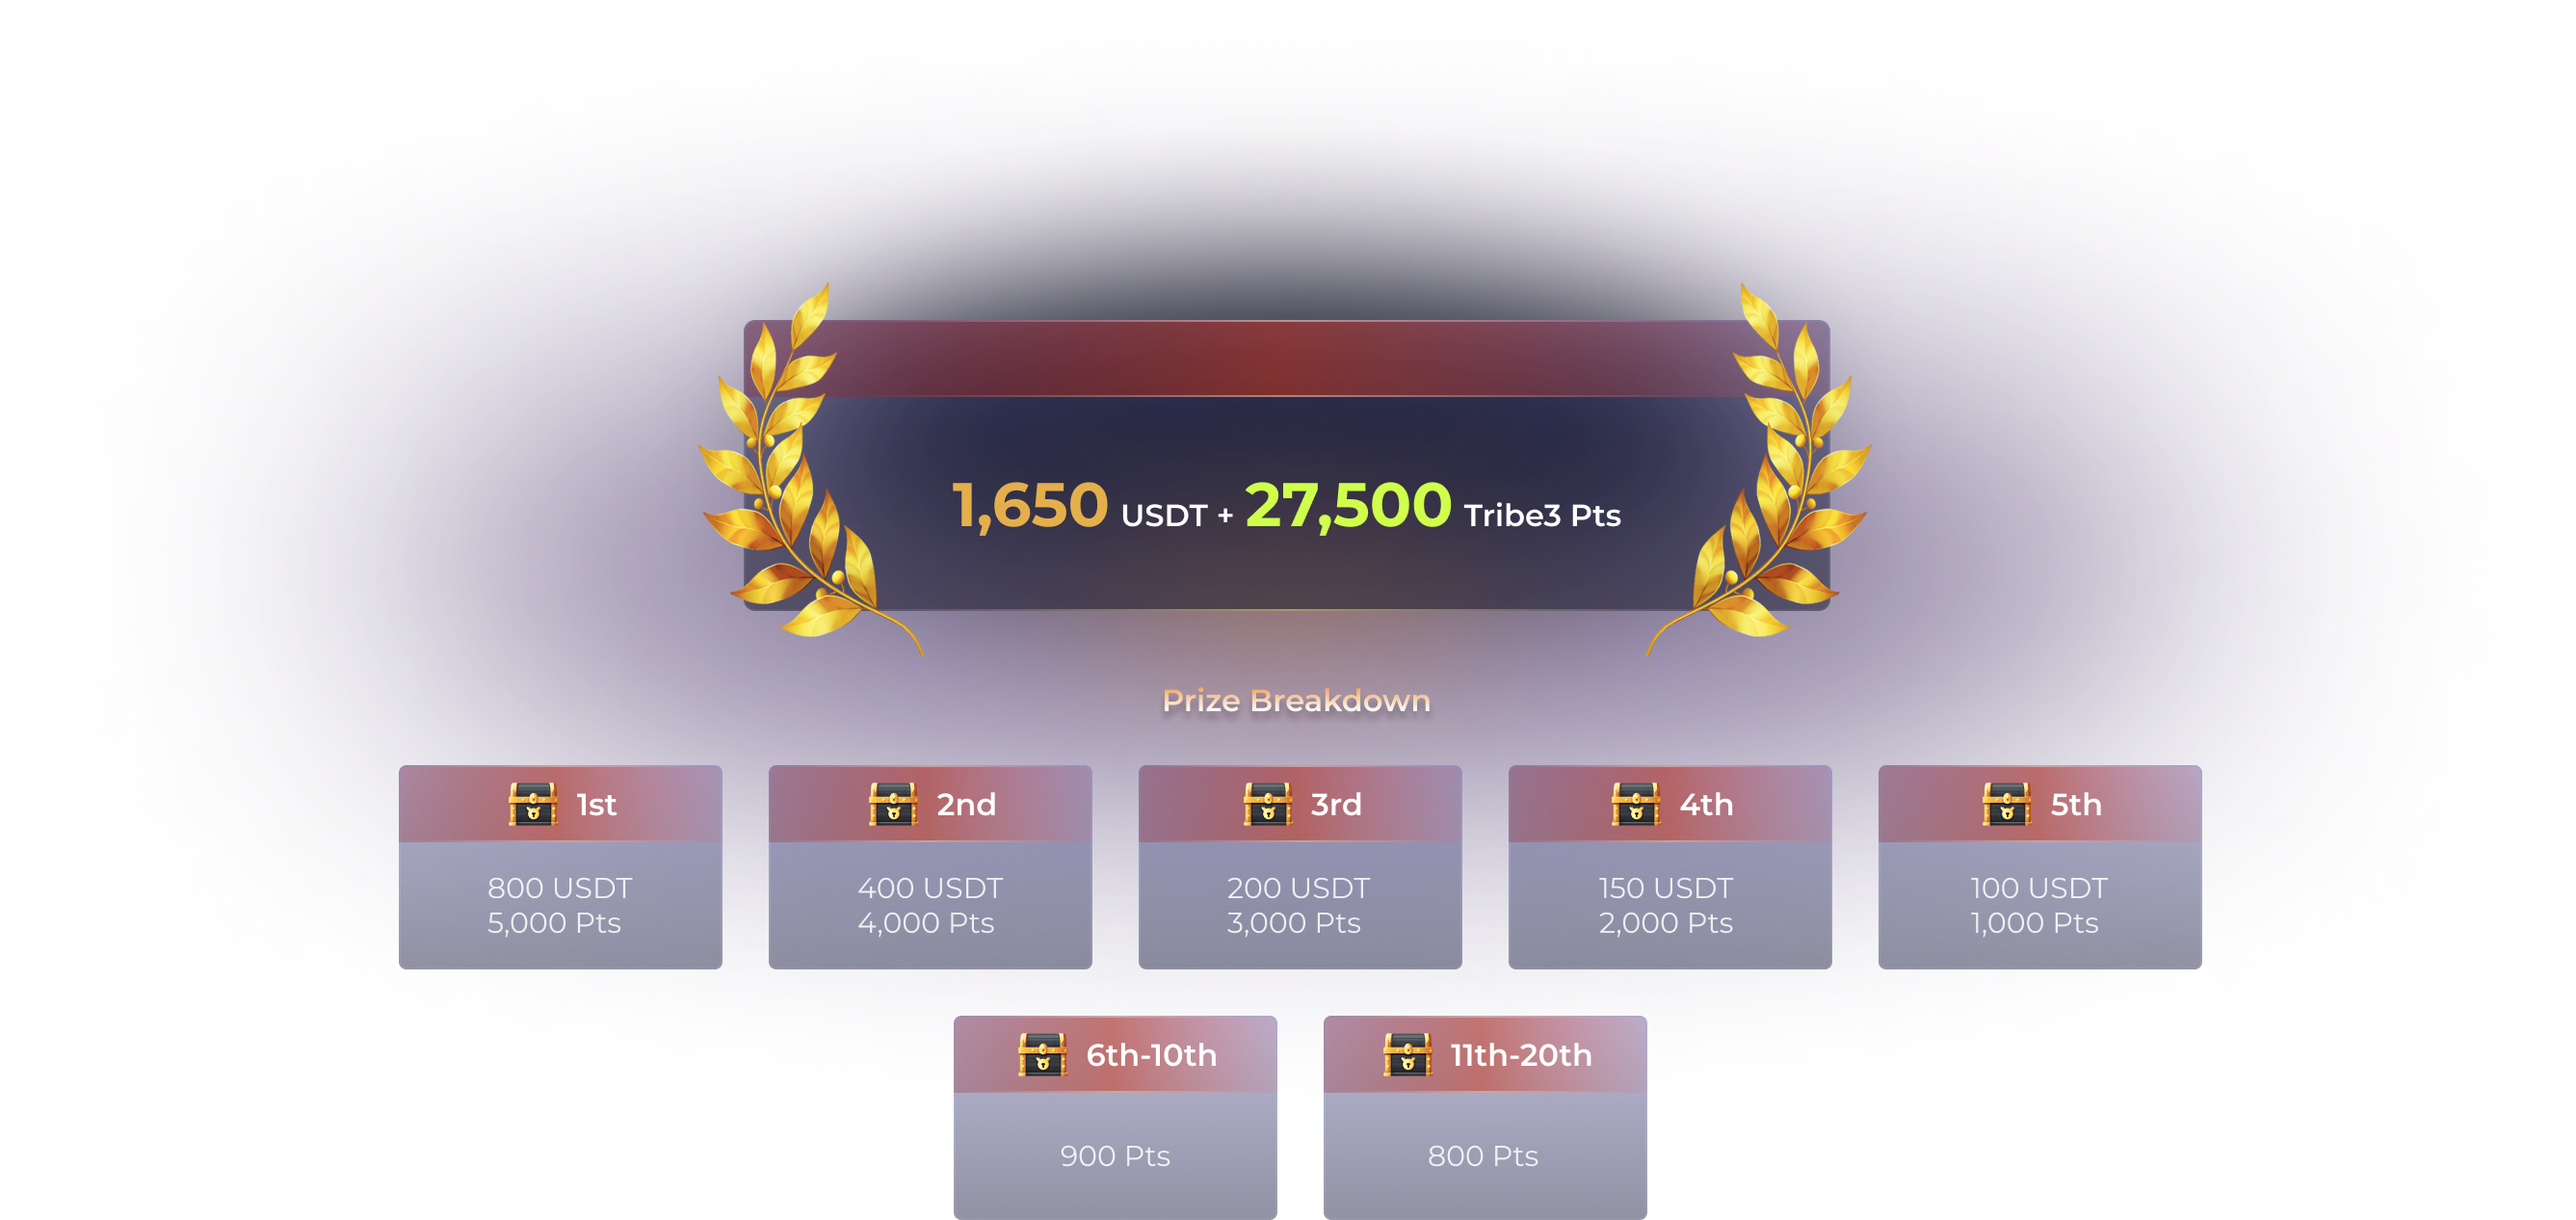 1,650 USDT + 27,500 Tribe3 Pts
Prize Breakdown
1st
800 USDT
5,000 Pts
2nd
400 USDT
4,000 Pts
3rd
200 USDT
3,000 Pts
4th
150 USDT
2,000 Pts
5th
100 USDT
1,000 Pts
6th-10th
900 Pts
11th-20th
800 Pts